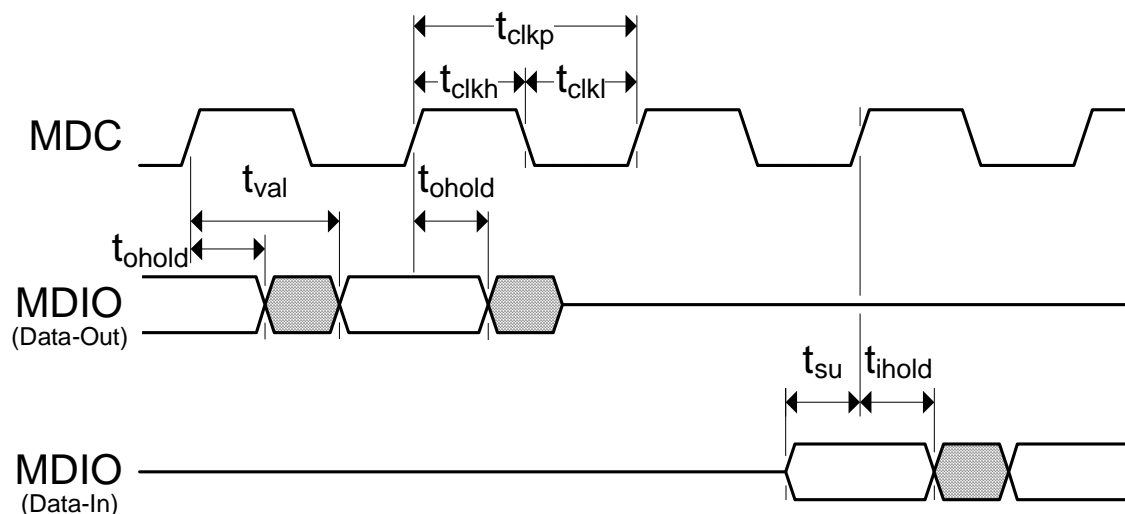 tclkp
tclkh tclkl
MDC
tval tohold
tohold
MDIO
(Data-Out)
tsu tihold
MDIO
(Data-In)